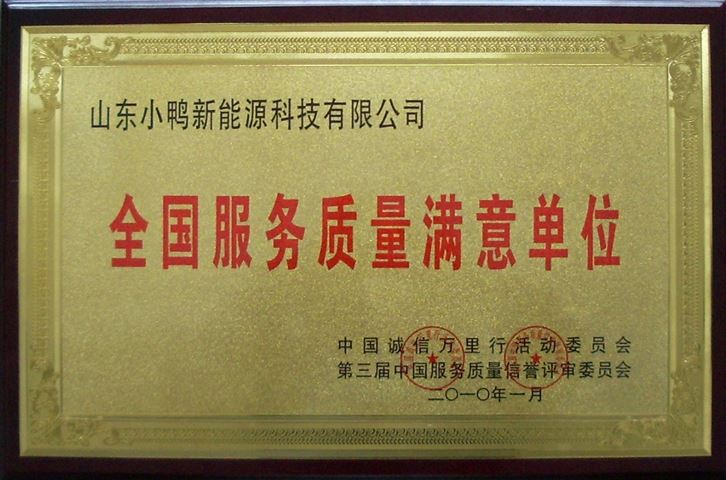 山东小鸭新能源科技有限公司
全国服务质量满意单位
中国诚信万里行活动委员会
第三届中国服务质量信誉评审委员会
二〇一〇年一月